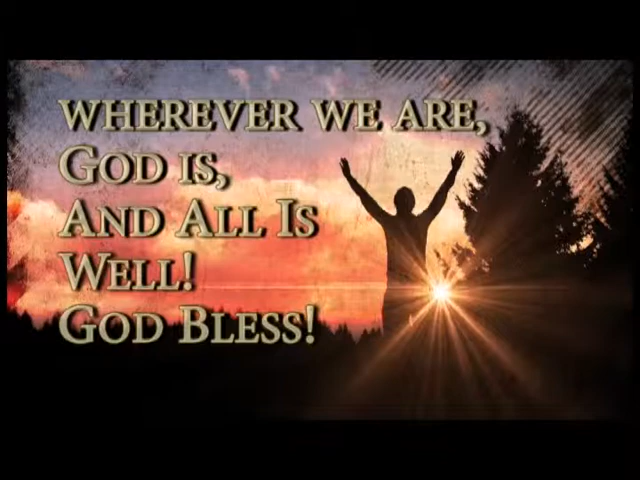 WHEREVER WE ARE,
GOD IS,
AND ALL IS
WELL!
GOD BLESS!